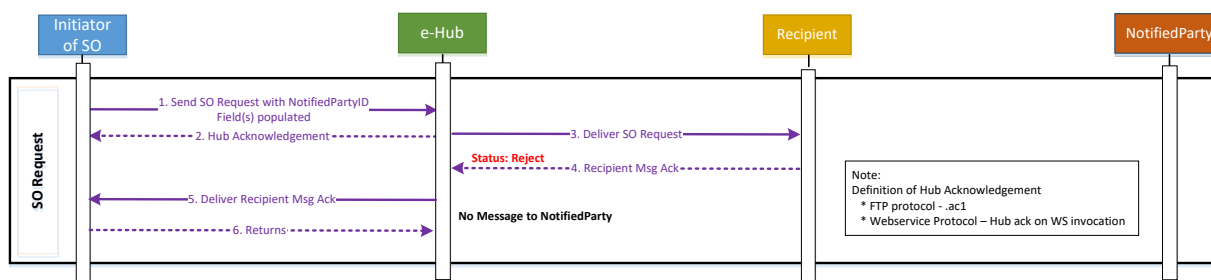 Initiator
of SO
e-Hub
Recipient
NotifiedParty
SO Request
1. Send SO Request with NotifiedPartyID
Field(s) populated
2. Hub Acknowledgement
3. Deliver SO Request
Status: Reject
4. Recipient Msg Ack
5. Deliver Recipient Msg Ack
No Message to NotifiedParty
6. Returns
Note:
Definition of Hub Acknowledgement
* FTP protocol - .ac1
* Webservice Protocol – Hub ack on WS invocation